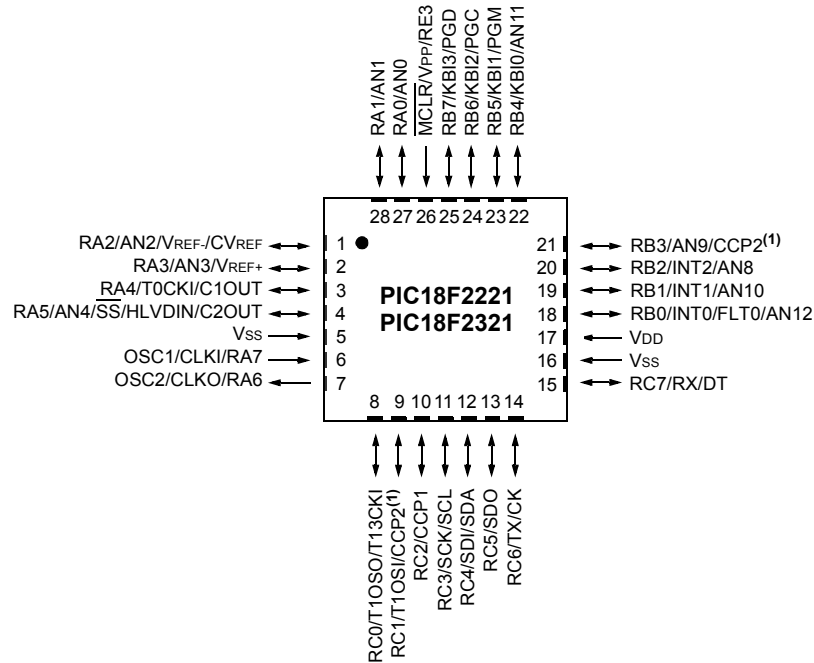 RA1/AN1
RA0/AN0
MCLR/VPP/RE3
RB7/KBI3/PGD
RB6/KBI2/PGC
RB5/KBI1/PGM
RB4/KBI0/AN11
28 27 26 25 24 23 22
RA2/AN2/VREF-/CVREF
RA3/AN3/VREF+
RA4/T0CKI/C1OUT
RA5/AN4/SS/HLVDIN/C2OUT
VSS
OSC1/CLKI/RA7
OSC2/CLKO/RA6
1
2
3
4
5
6
7
PIC18F2221
PIC18F2321
21
20
19
18
17
16
15
RB3/AN9/CCP2(1)
RB2/INT2/AN8
RB1/INT1/AN10
RB0/INT0/FLT0/AN12
VDD
VSS
RC7/RX/DT
8 9 10 11 12 13 14
RC0/T1OSO/T13CKI
RC1/T1OSI/CCP2(1)
RC2/CCP1
RC3/SCK/SCL
RC4/SDI/SDA
RC5/SDO
RC6/TX/CK